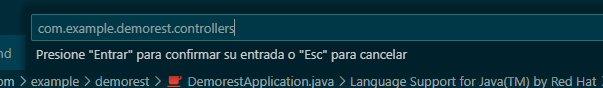 com.example.demorest.controllers
nd
Presione "Entrar" para confirmar su entrada o "Esc" para cancelar
om > example > demorest > DemorestApplication.java > Language Support for Java(TM) by Red Hat >